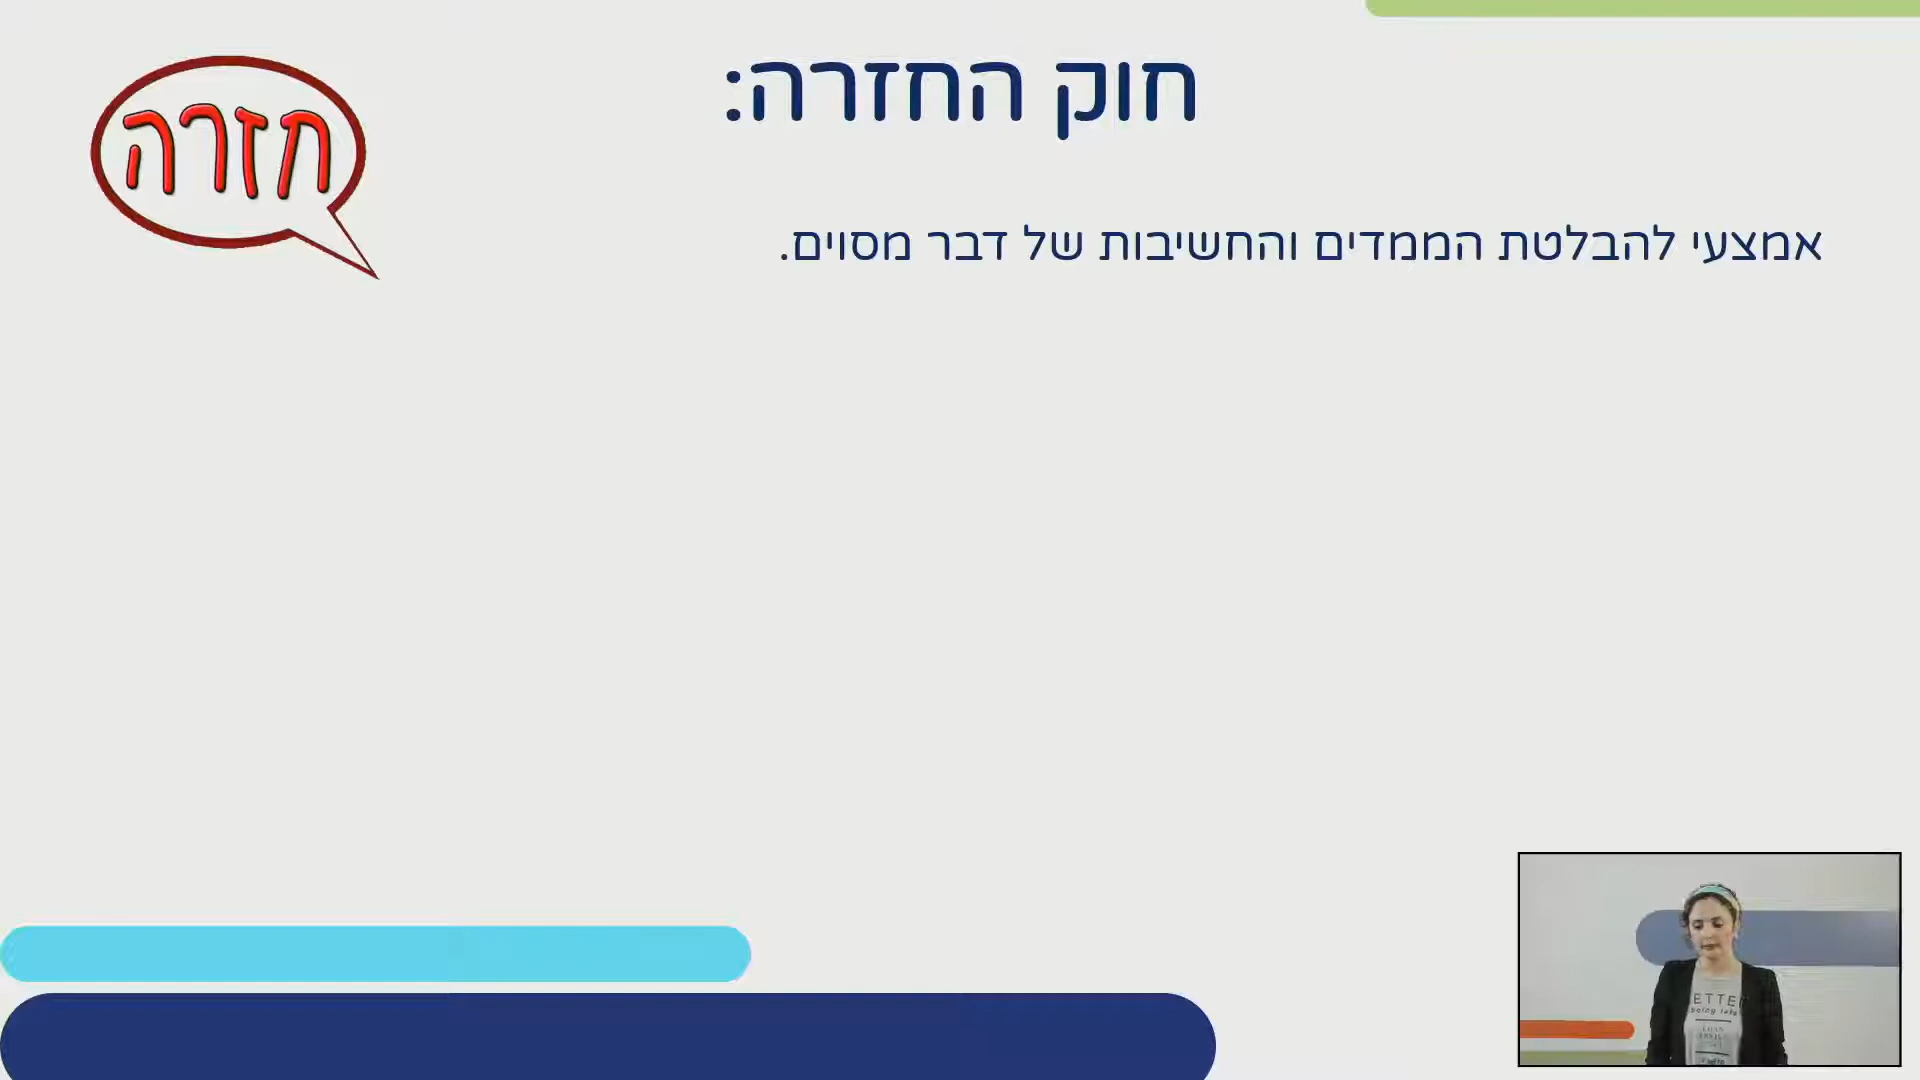 חוק החזרה:
חזרה
אמצעי להבלטת הממדים והחשיבות של דבר מסוים.